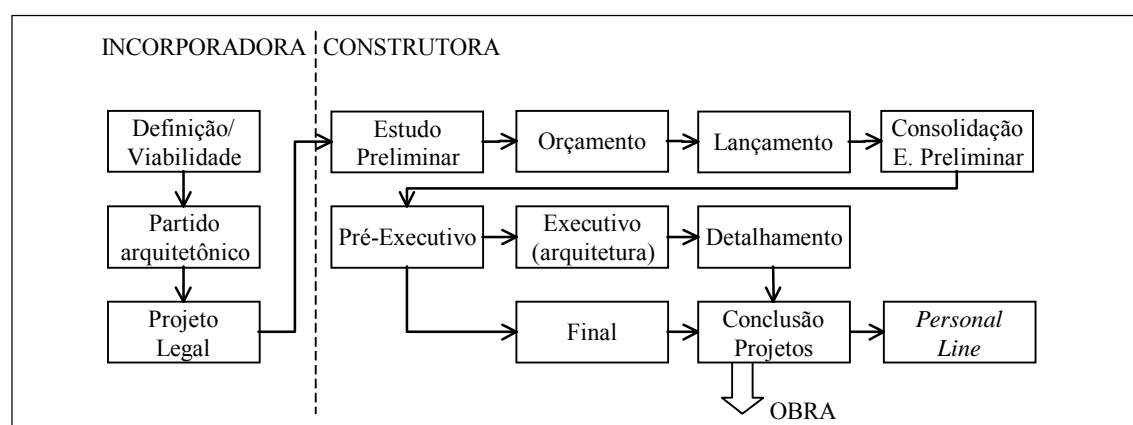 INCORPORADORA
CONSTRUTORA
Definição/
Viabilidade
Estudo
Preliminar
Orçamento
Lançamento
Consolidação
E. Preliminar
Partido
arquitetônico
Pré-Executivo
Executivo
(arquitetura)
Detalhamento
Projeto
Legal
Final
Conclusão
Projetos
Personal
Line
OBRA